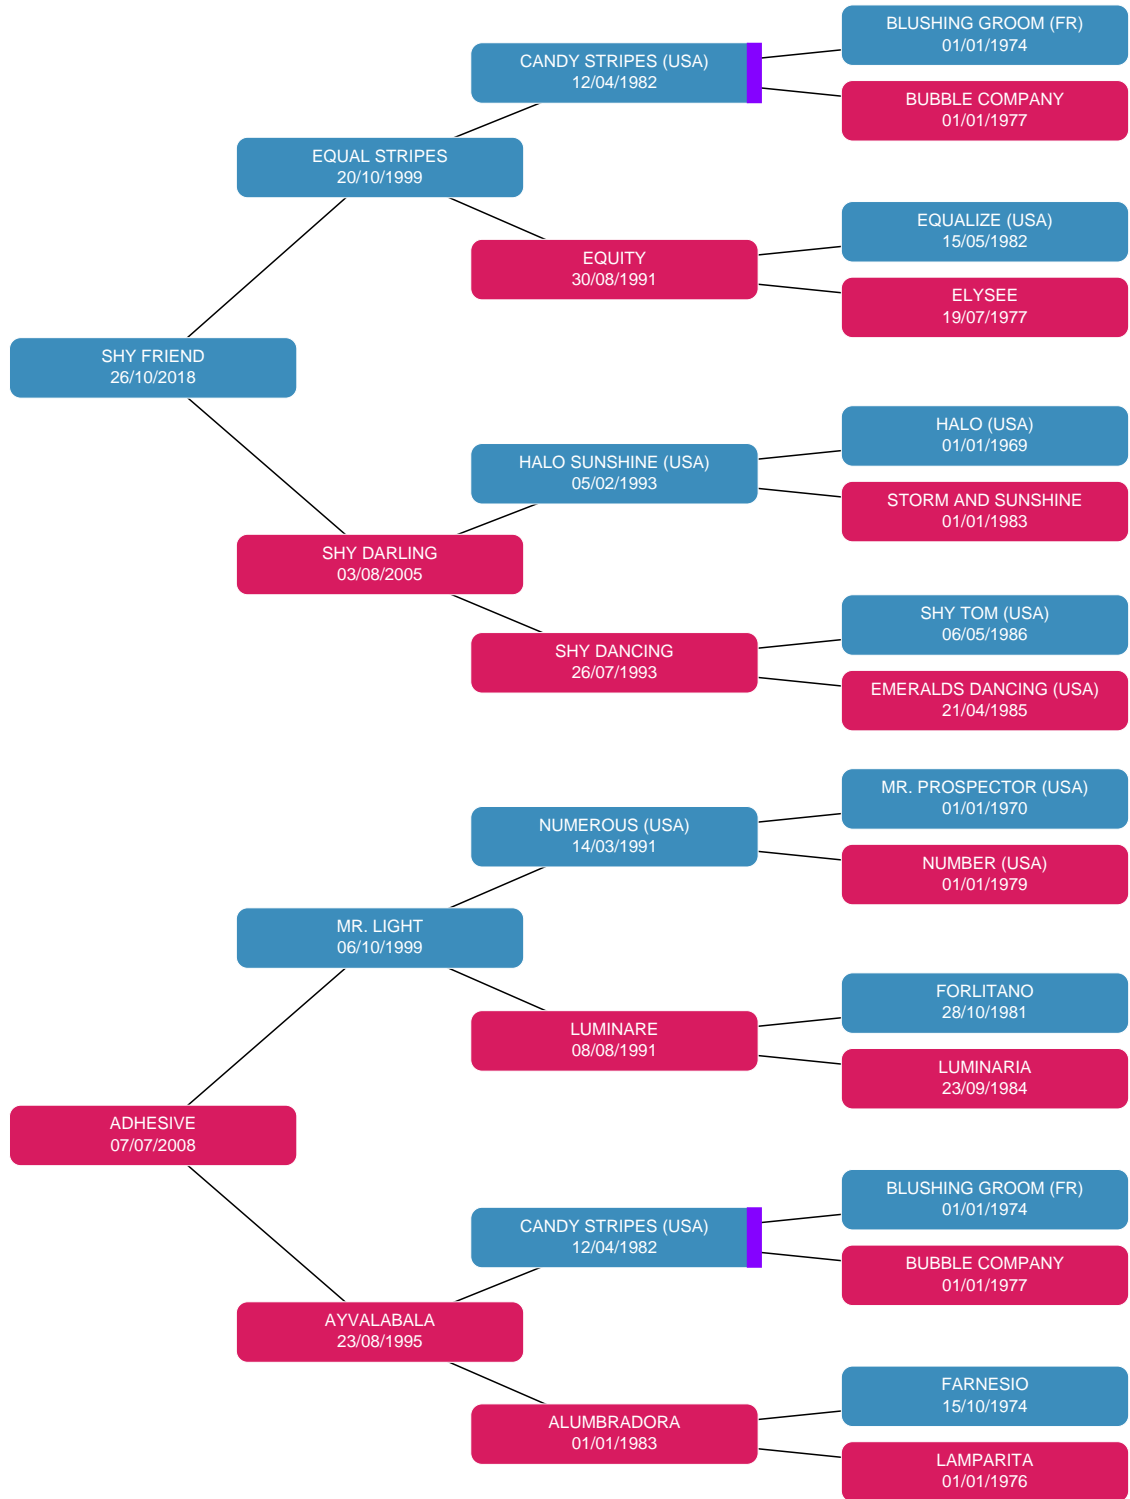 BLUSHING GROOM (FR)
01/01/1974
CANDY STRIPES (USA)
12/04/1982
BUBBLE COMPANY
01/01/1977
EQUAL STRIPES
20/10/1999
EQUALIZE (USA)
15/05/1982
EQUITY
30/08/1991
ELYSEE
19/07/1977
SHY FRIEND
26/10/2018
HALO (USA)
01/01/1969
HALO SUNSHINE (USA)
05/02/1993
STORM AND SUNSHINE
01/01/1983
SHY DARLING
03/08/2005
SHY TOM (USA)
06/05/1986
SHY DANCING
26/07/1993
EMERALDS DANCING (USA)
21/04/1985
MR. PROSPECTOR (USA)
01/01/1970
NUMEROUS (USA)
14/03/1991
NUMBER (USA)
01/01/1979
MR. LIGHT
06/10/1999
FORLITANO
28/10/1981
LUMINARE
08/08/1991
LUMINARIA
23/09/1984
ADHESIVE
07/07/2008
BLUSHING GROOM (FR)
01/01/1974
CANDY STRIPES (USA)
12/04/1982
BUBBLE COMPANY
01/01/1977
AYVALABALA
23/08/1995
FARNESIO
15/10/1974
ALUMBRADORA
01/01/1983
LAMPARITA
01/01/1976